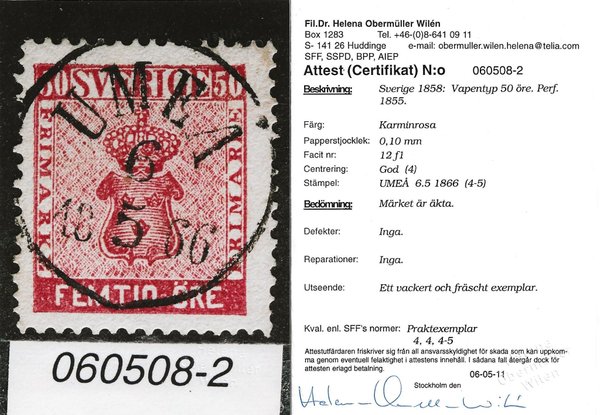 50 SVERIGE 50
FRIMÄRKE
FRIMÄRKE
UMEÅ
6
18 5 66
FEMTIO ÖRE
060508-2
Fil.Dr. Helena Obermüller Wilén
Box 1283 Tel. +46-(0)8-641 09 11
S- 141 26 Huddinge e-mail: obermuller.wilen.helena@telia.com
SFF, SSPD, BPP, AIEP
Attest (Certifikat) N:o 060508-2
Beskrivning: Sverige 1858: Vapentyp 50 öre. Perf.
1855.
Färg: Karminrosa
Papperstjocklek: 0,10 mm
Facit nr: 12 f1
Centrering: God (4)
Stämpel: UMEÅ 6.5 1866 (4-5)
Bedömning: Märket är äkta.
Defekter: Inga.
Reparationer: Inga.
Utseende: Ett vackert och fräscht exemplar.
Kval. enl. SFF's normer: Praktexemplar
4, 4, 4-5
Attestutfärdaren friskriver sig från all ansvarsskyldighet för skada som kan uppkom-
ma genom eventuell felaktighet i attestens innehåll. I sådana fall återgår dock för
attesten erlagd betalning.
06-05-11
Stockholm den
Helena Obermüller Wilén